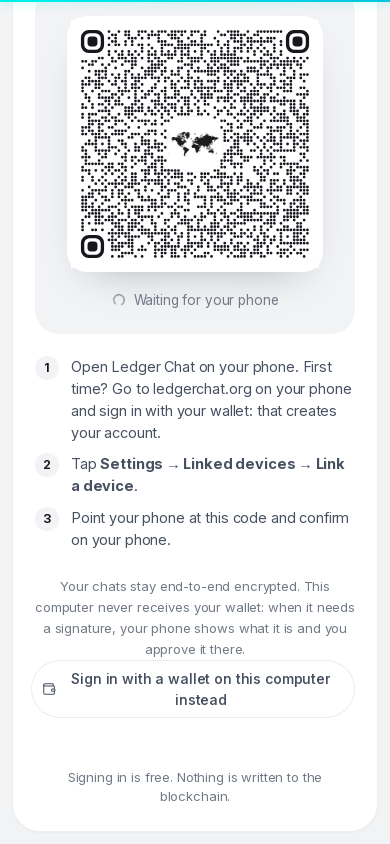 Waiting for your phone
1 Open Ledger Chat on your phone. First
time? Go to ledgerchat.org on your phone
and sign in with your wallet: that creates
your account.
2 Tap Settings → Linked devices → Link
a device.
3 Point your phone at this code and confirm
on your phone.
Your chats stay end-to-end encrypted. This
computer never receives your wallet: when it needs
a signature, your phone shows what it is and you
approve it there.
Sign in with a wallet on this computer
instead
Signing in is free. Nothing is written to the
blockchain.